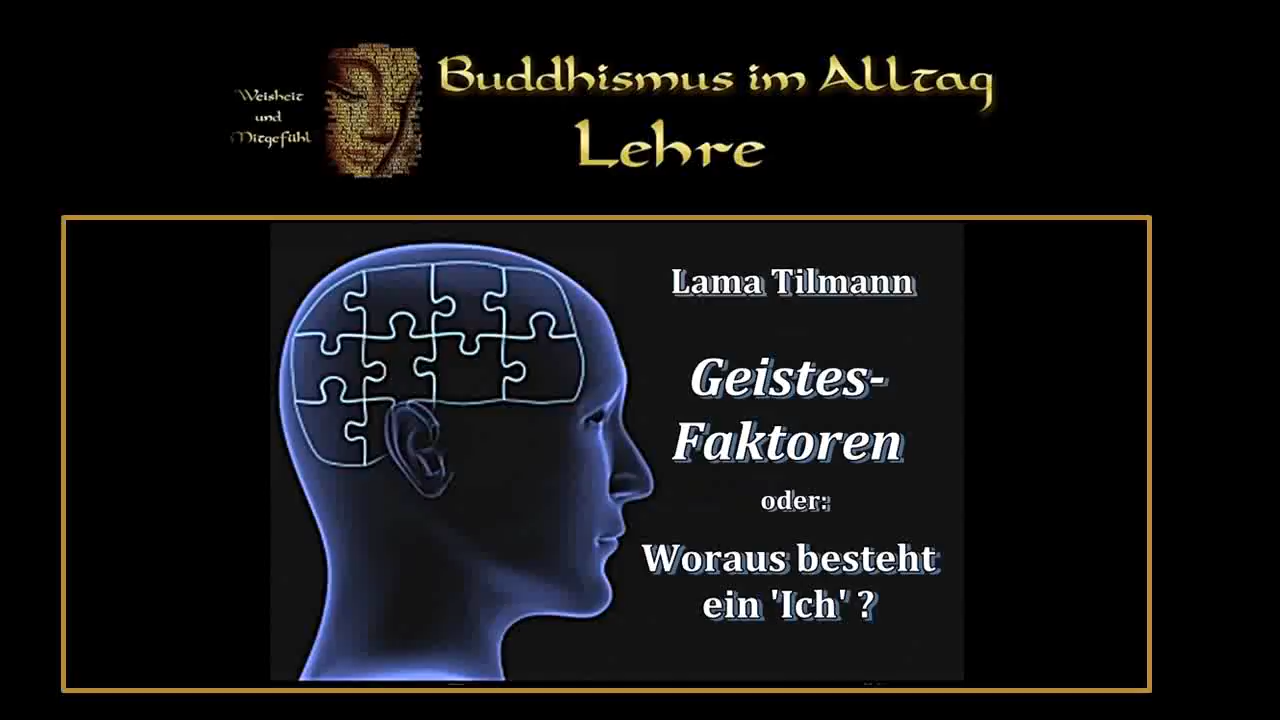 Weisheit
und
Mitgefühl
Buddhismus im Alltag
Lehre
Lama Tilmann
Geistes-
Faktoren
oder:
Woraus besteht
ein 'Ich' ?